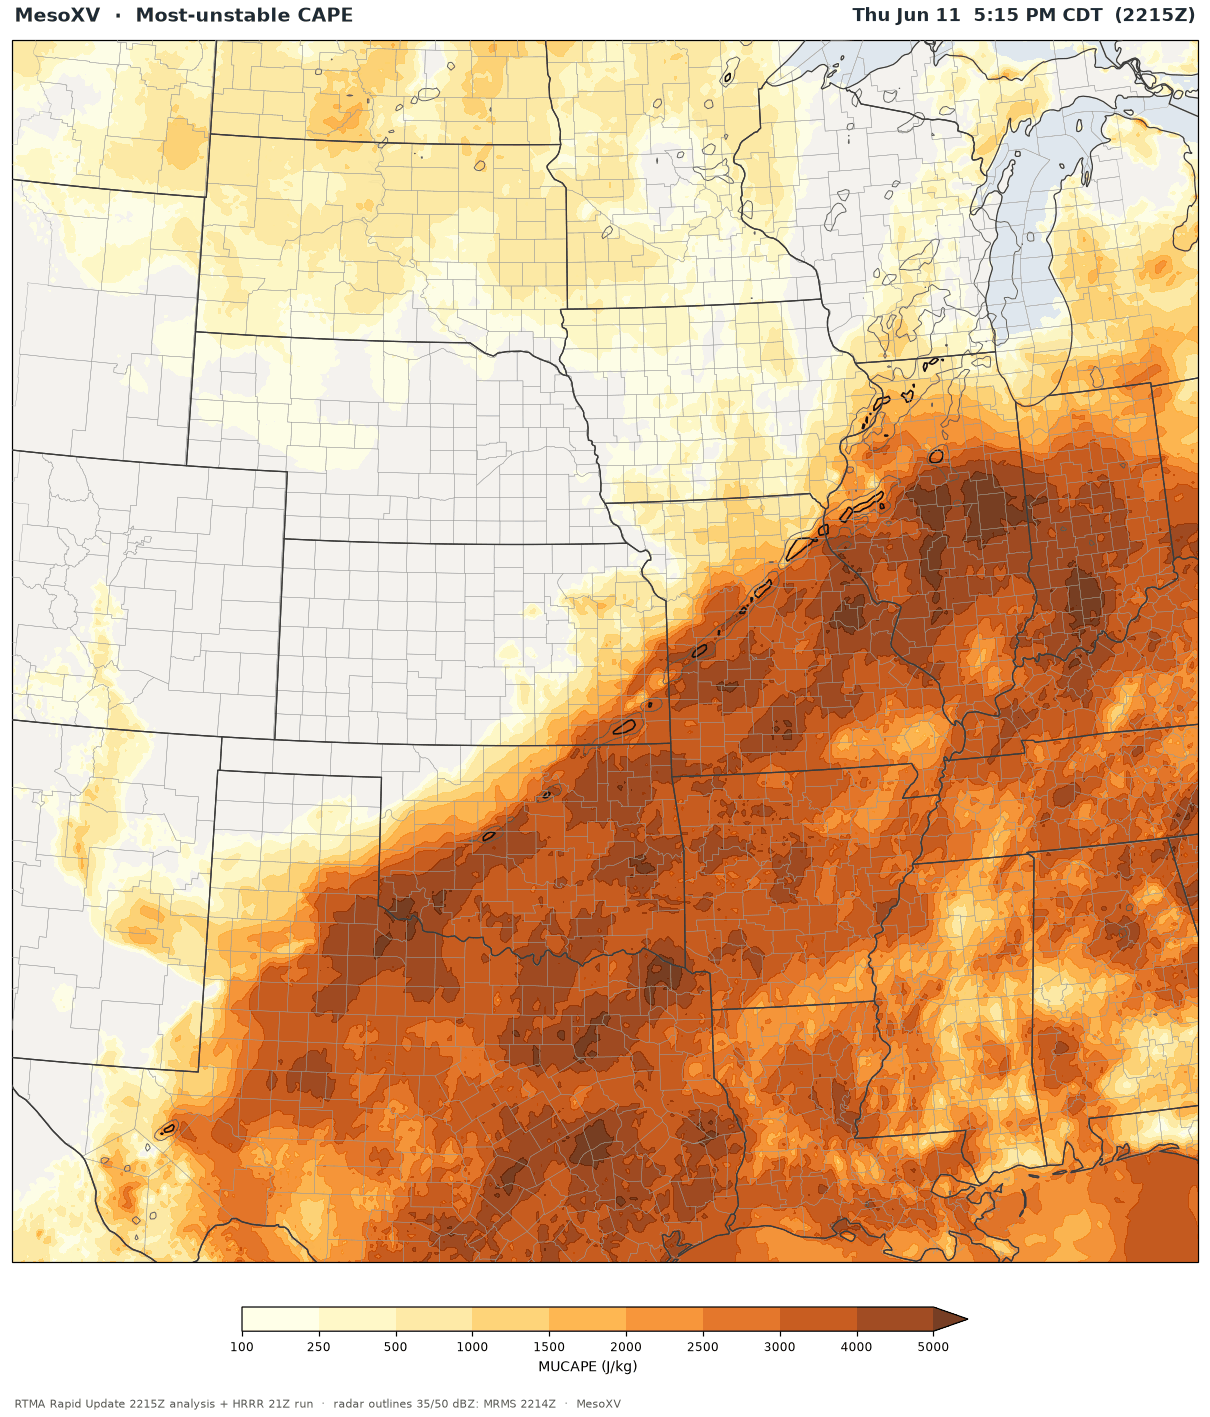 MesoXV · Most-unstable CAPE
Thu Jun 11 5:15 PM CDT (2215Z)
100 250 500 1000 1500 2000 2500 3000 4000 5000
MUCAPE (J/kg)
RTMA Rapid Update 2215Z analysis + HRRR 21Z run · radar outlines 35/50 dBZ: MRMS 2214Z · MesoXV